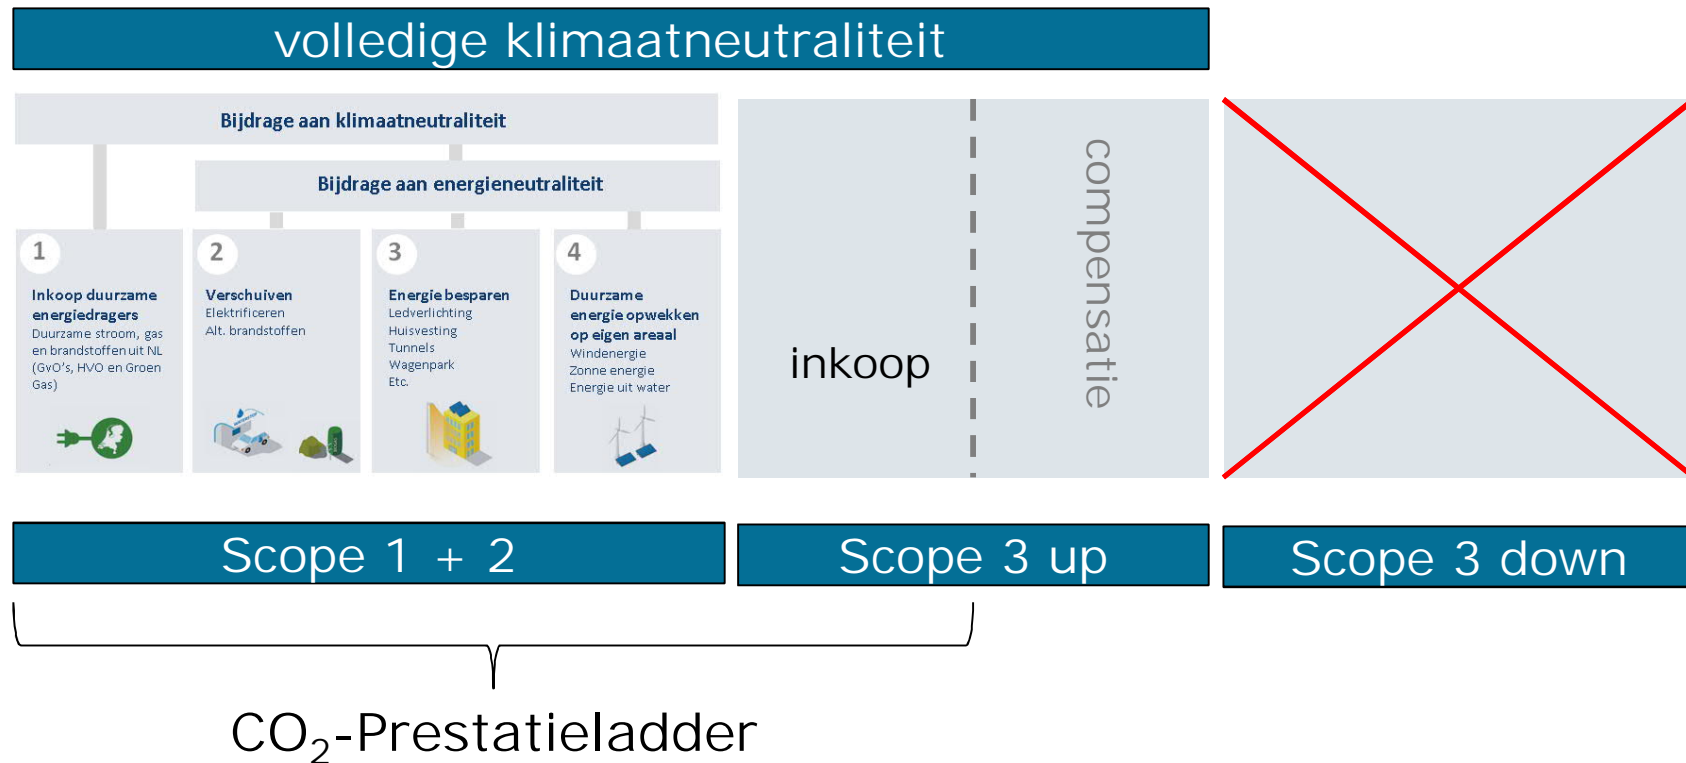 volledige klimaatneutraliteit
Bijdrage aan klimaatneutraliteit
Bijdrage aan energieneutraliteit
1
Inkoop duurzame
energiedragers
Duurzame stroom, gas
en brandstoffen uit NL
(GvO's, HVO en Groen
Gas)
2
Verschuiven
Elektrificeren
Alt. brandstoffen
3
Energie besparen
Ledverlichting
Huisvesting
Tunnels
Wagenpark
Etc.
4
Duurzame
energie opwekken
op eigen areaal
Windenergie
Zonne energie
Energie uit water
inkoop
compensatie
Scope 1 + 2
Scope 3 up
Scope 3 down
CO₂-Prestatieladder